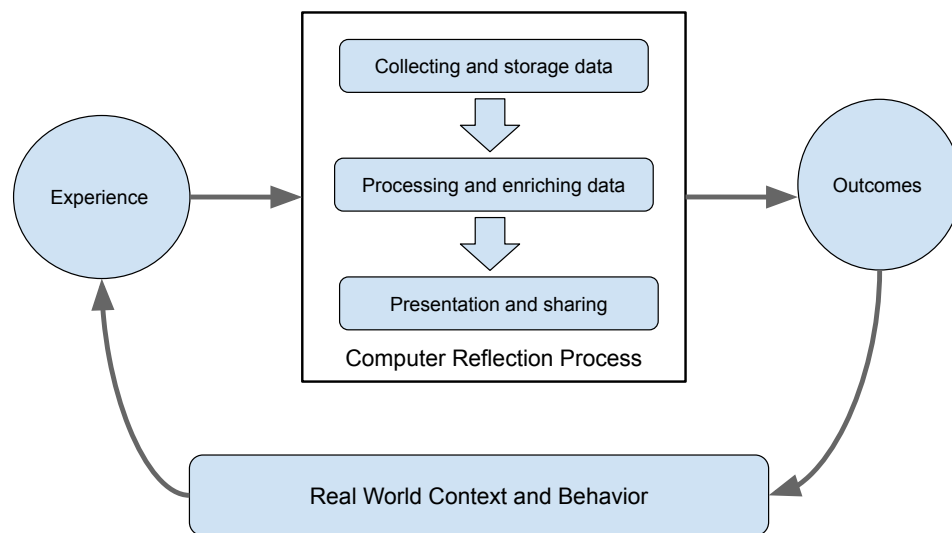 Collecting and storage data
Experience
Processing and enriching data
Outcomes
Presentation and sharing
Computer Reflection Process
Real World Context and Behavior